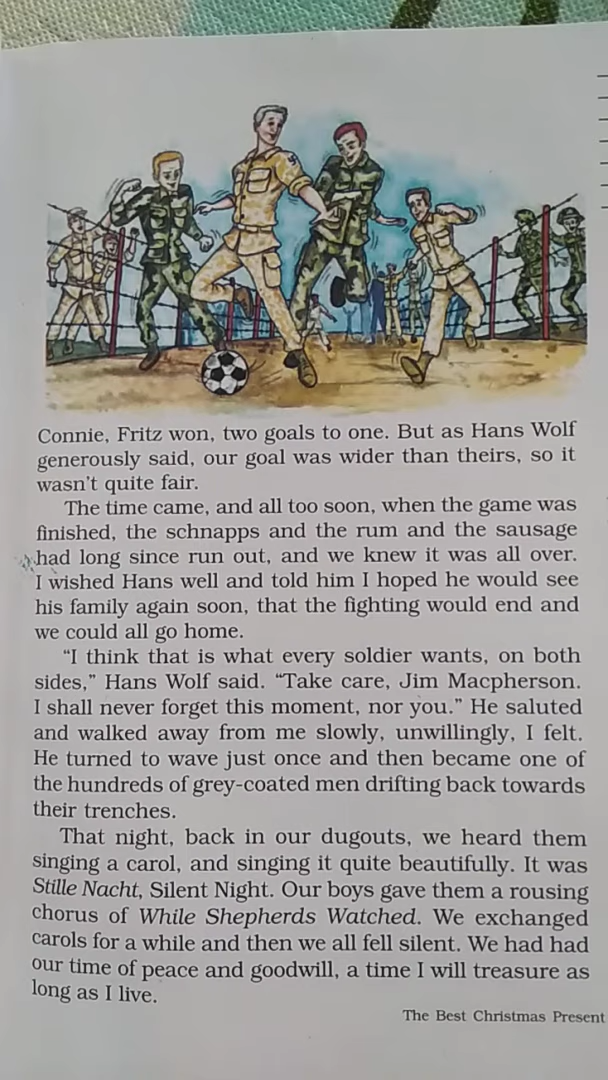 Connie, Fritz won, two goals to one. But as Hans Wolf
generously said, our goal was wider than theirs, so it
wasn't quite fair.
The time came, and all too soon, when the game was
finished, the schnapps and the rum and the sausage
had long since run out, and we knew it was all over.
I wished Hans well and told him I hoped he would see
his family again soon, that the fighting would end and
we could all go home.
“I think that is what every soldier wants, on both
sides,” Hans Wolf said. “Take care, Jim Macpherson.
I shall never forget this moment, nor you.” He saluted
and walked away from me slowly, unwillingly, I felt.
He turned to wave just once and then became one of
the hundreds of grey-coated men drifting back towards
their trenches.
That night, back in our dugouts, we heard them
singing a carol, and singing it quite beautifully. It was
Stille Nacht, Silent Night. Our boys gave them a rousing
chorus of While Shepherds Watched. We exchanged
carols for a while and then we all fell silent. We had had
our time of peace and goodwill, a time I will treasure as
long as I live.
The Best Christmas Present